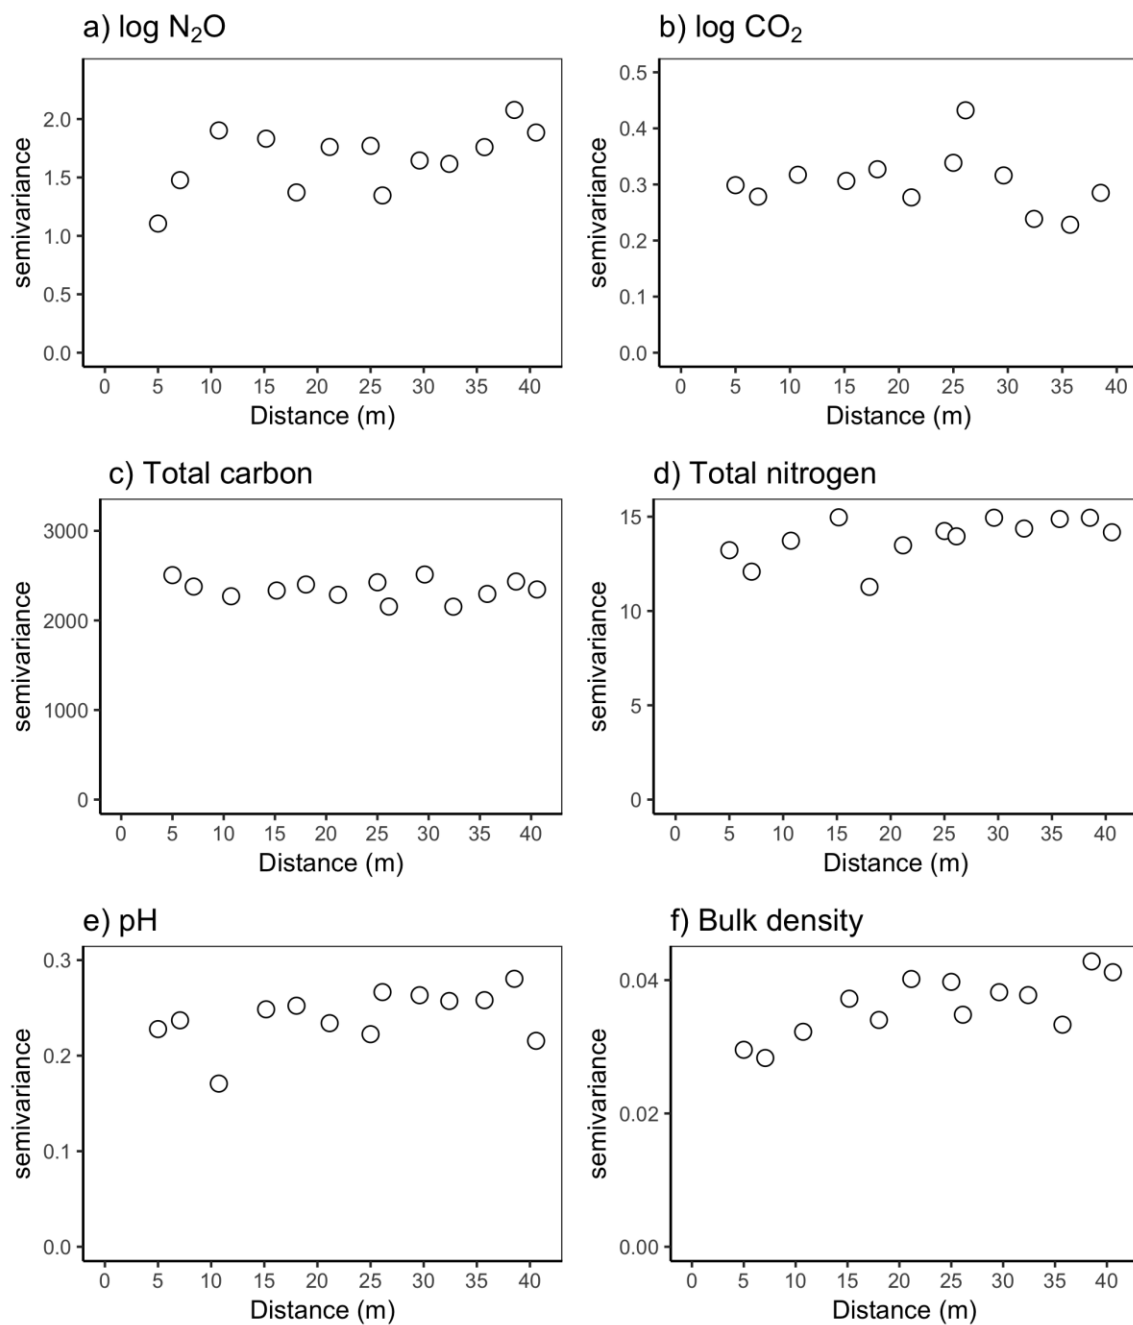 a) log N₂O
semivariance
2.0
1.5
1.0
0.5
0.0
0 5 10 15 20 25 30 35 40
Distance (m)
b) log CO₂
semivariance
0.5
0.4
0.3
0.2
0.1
0.0
0 5 10 15 20 25 30 35 40
Distance (m)
c) Total carbon
semivariance
3000
2000
1000
0
0 5 10 15 20 25 30 35 40
Distance (m)
d) Total nitrogen
semivariance
15
10
5
0
0 5 10 15 20 25 30 35 40
Distance (m)
e) pH
semivariance
0.3
0.2
0.1
0.0
0 5 10 15 20 25 30 35 40
Distance (m)
f) Bulk density
semivariance
0.04
0.02
0.00
0 5 10 15 20 25 30 35 40
Distance (m)